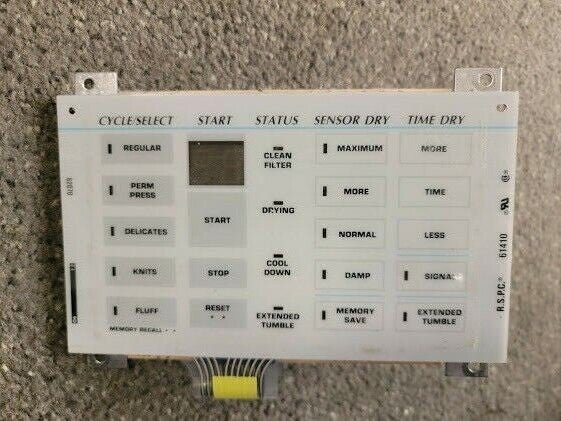 CYCLE/SELECT START STATUS SENSOR DRY TIME DRY
REGULAR
PERM
PRESS
DELICATES
KNITS
FLUFF
MEMORY RECALL * *
START
STOP
RESET
* *
CLEAN
FILTER
DRYING
COOL
DOWN
EXTENDED
TUMBLE
MAXIMUM
MORE
NORMAL
DAMP
MEMORY
SAVE
MORE
TIME
LESS
SIGNAL
EXTENDED
TUMBLE
R.S.P.C.® 61410